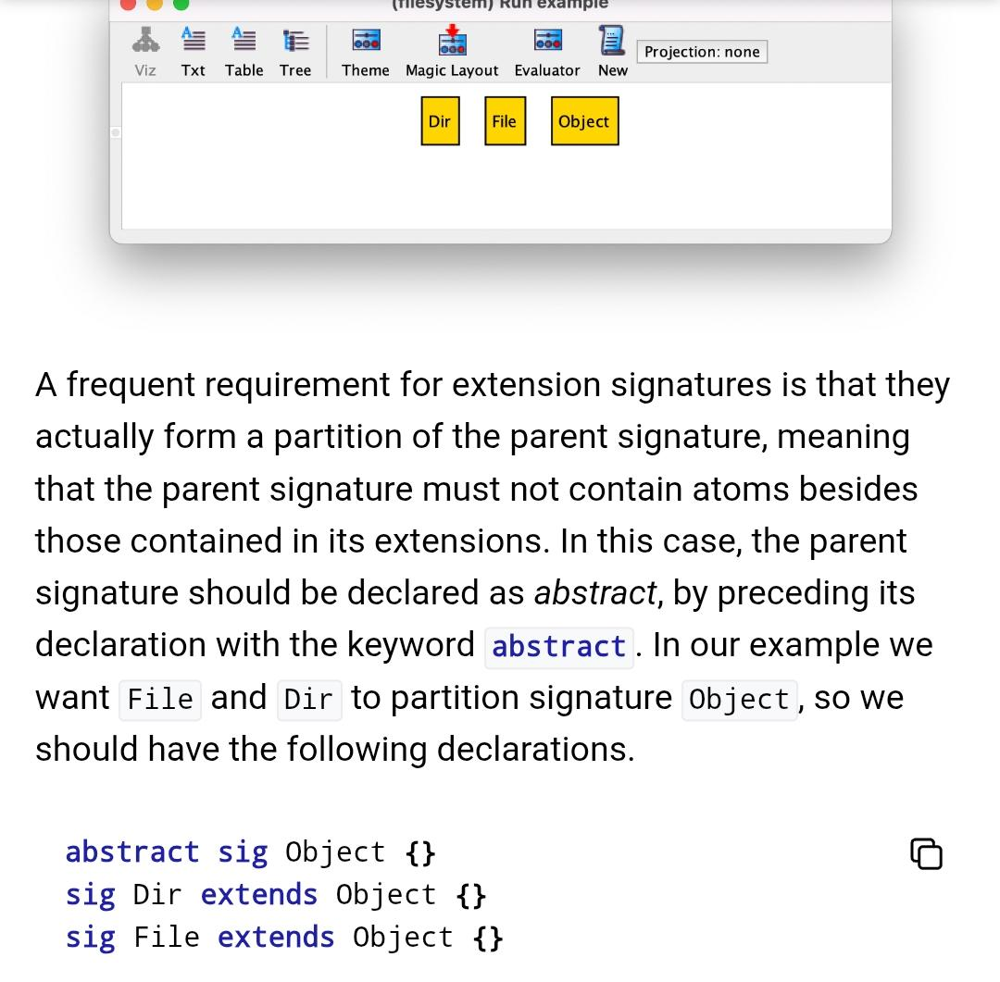 (filesystem) Run example
Viz Txt Table Tree Theme Magic Layout Evaluator New Projection: none
Dir File Object
A frequent requirement for extension signatures is that they
actually form a partition of the parent signature, meaning
that the parent signature must not contain atoms besides
those contained in its extensions. In this case, the parent
signature should be declared as abstract, by preceding its
declaration with the keyword abstract. In our example we
want File and Dir to partition signature Object, so we
should have the following declarations.
abstract sig Object {}
sig Dir extends Object {}
sig File extends Object {}